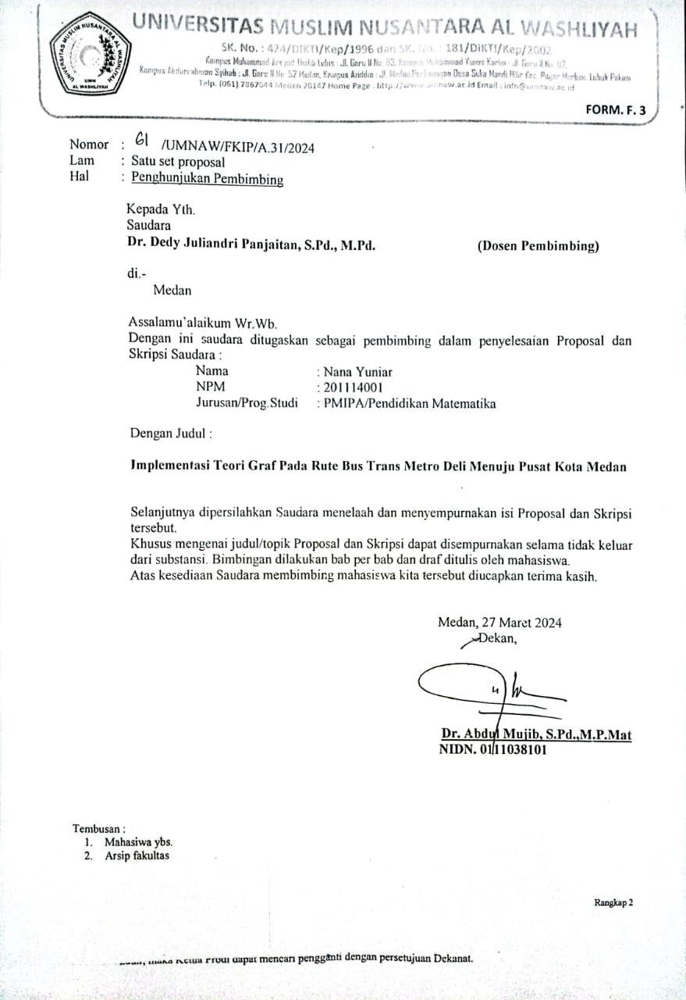 UNIVERSITAS MUSLIM NUSANTARA AL WASHLIYAH
SK. No. : 424/DIKTI/Kep/1996 dan SK. No. : 181/DIKTI/Kep/2002
Kampus Muhammad Arsyad Thalib Lubis : Jl. Garu II No. 93, Kampus Muhammad Yunus Karim : Jl. Garu II No.
Kampus Abdurrahman Syihab : Jl. Garu II No. 52 Medan, Kampus Aziddin : Jl. Medan Perbaungan Desa Suka Mandi Hilir Kec. Pagar Merbau, Lubuk Pakam
Telp. (061) 7867044 Medan 20147 Home Page : http://www.umnaw.ac.id Email : info@umnaw.ac.id
UNIVERSITAS MUSLIM NUSANTARA AL WASHLIYAH
UMN
AL WASHLIYAH
FORM. F. 3
Nomor : 61 /UMNAW/FKIP/A.31/2024
Lam : Satu set proposal
Hal : Penghunjukan Pembimbing
Kepada Yth.
Saudara
Dr. Dedy Juliandri Panjaitan, S.Pd., M.Pd. (Dosen Pembimbing)
di.-
Medan
Assalamu'alaikum Wr.Wb.
Dengan ini saudara ditugaskan sebagai pembimbing dalam penyelesaian Proposal dan
Skripsi Saudara :
Nama : Nana Yuniar
NPM : 201114001
Jurusan/Prog.Studi : PMIPA/Pendidikan Matematika
Dengan Judul :
Implementasi Teori Graf Pada Rute Bus Trans Metro Deli Menuju Pusat Kota Medan
Selanjutnya dipersilahkan Saudara menelaah dan menyempurnakan isi Proposal dan Skripsi
tersebut.
Khusus mengenai judul/topik Proposal dan Skripsi dapat disempurnakan selama tidak keluar
dari substansi. Bimbingan dilakukan bab per bab dan draf ditulis oleh mahasiswa.
Atas kesediaan Saudara membimbing mahasiswa kita tersebut diucapkan terima kasih.
Medan, 27 Maret 2024
Dekan,
Dr. Abdul Mujib, S.Pd.,M.P.Mat
NIDN. 0111038101
Tembusan :
1. Mahasiwa ybs.
2. Arsip fakultas
Rangkap 2
maka Ketua Prodi dapat mencari pengganti dengan persetujuan Dekanat.